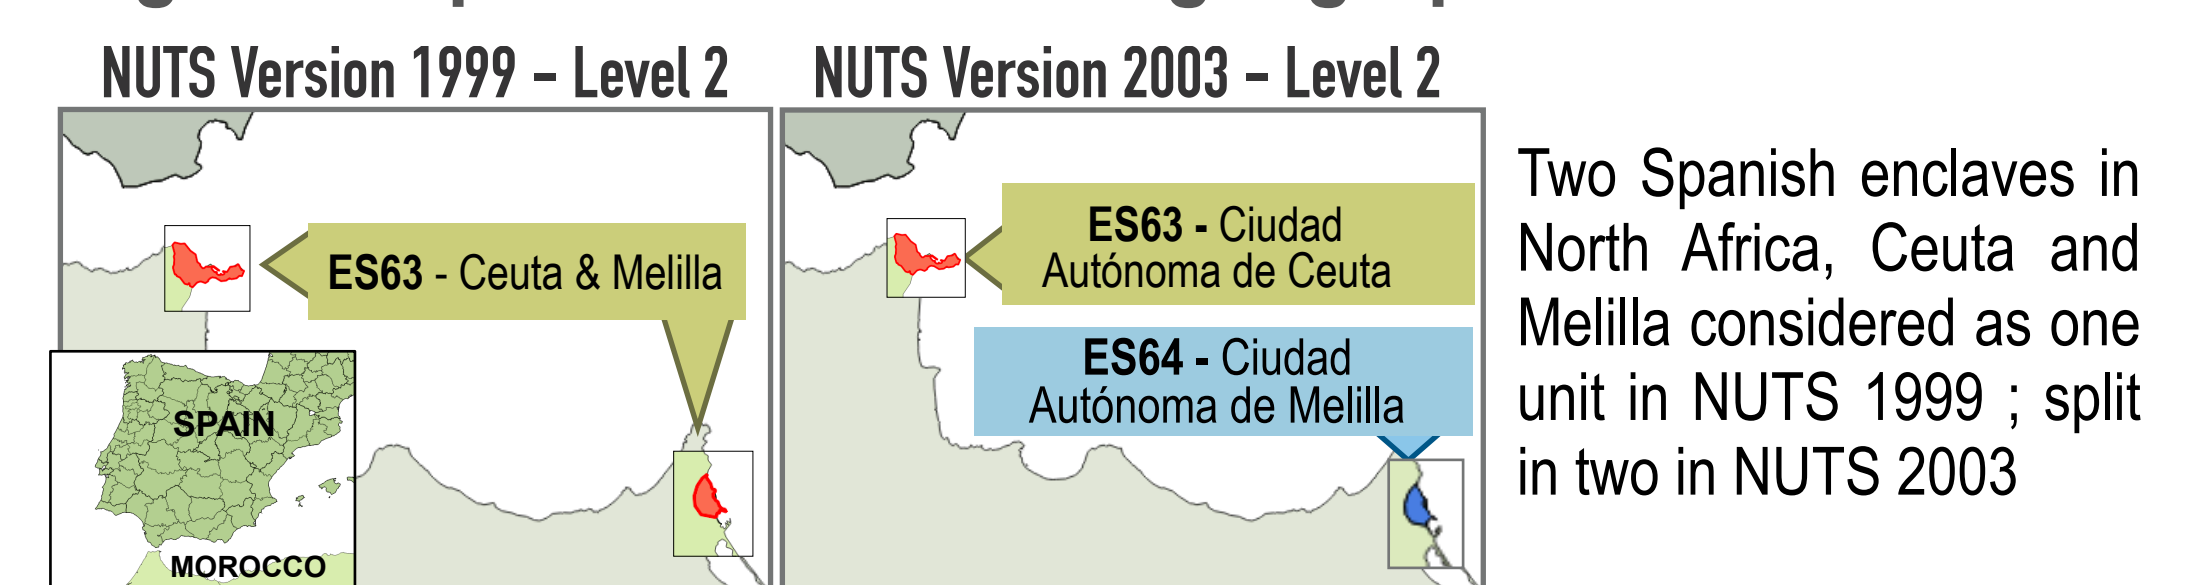 NUTS Version 1999 – Level 2
NUTS Version 2003 – Level 2
ES63 - Ceuta & Melilla
SPAIN
MOROCCO
ES63 - Ciudad
Autónoma de Ceuta
ES64 - Ciudad
Autónoma de Melilla
Two Spanish enclaves in
North Africa, Ceuta and
Melilla considered as one
unit in NUTS 1999 ; split
in two in NUTS 2003